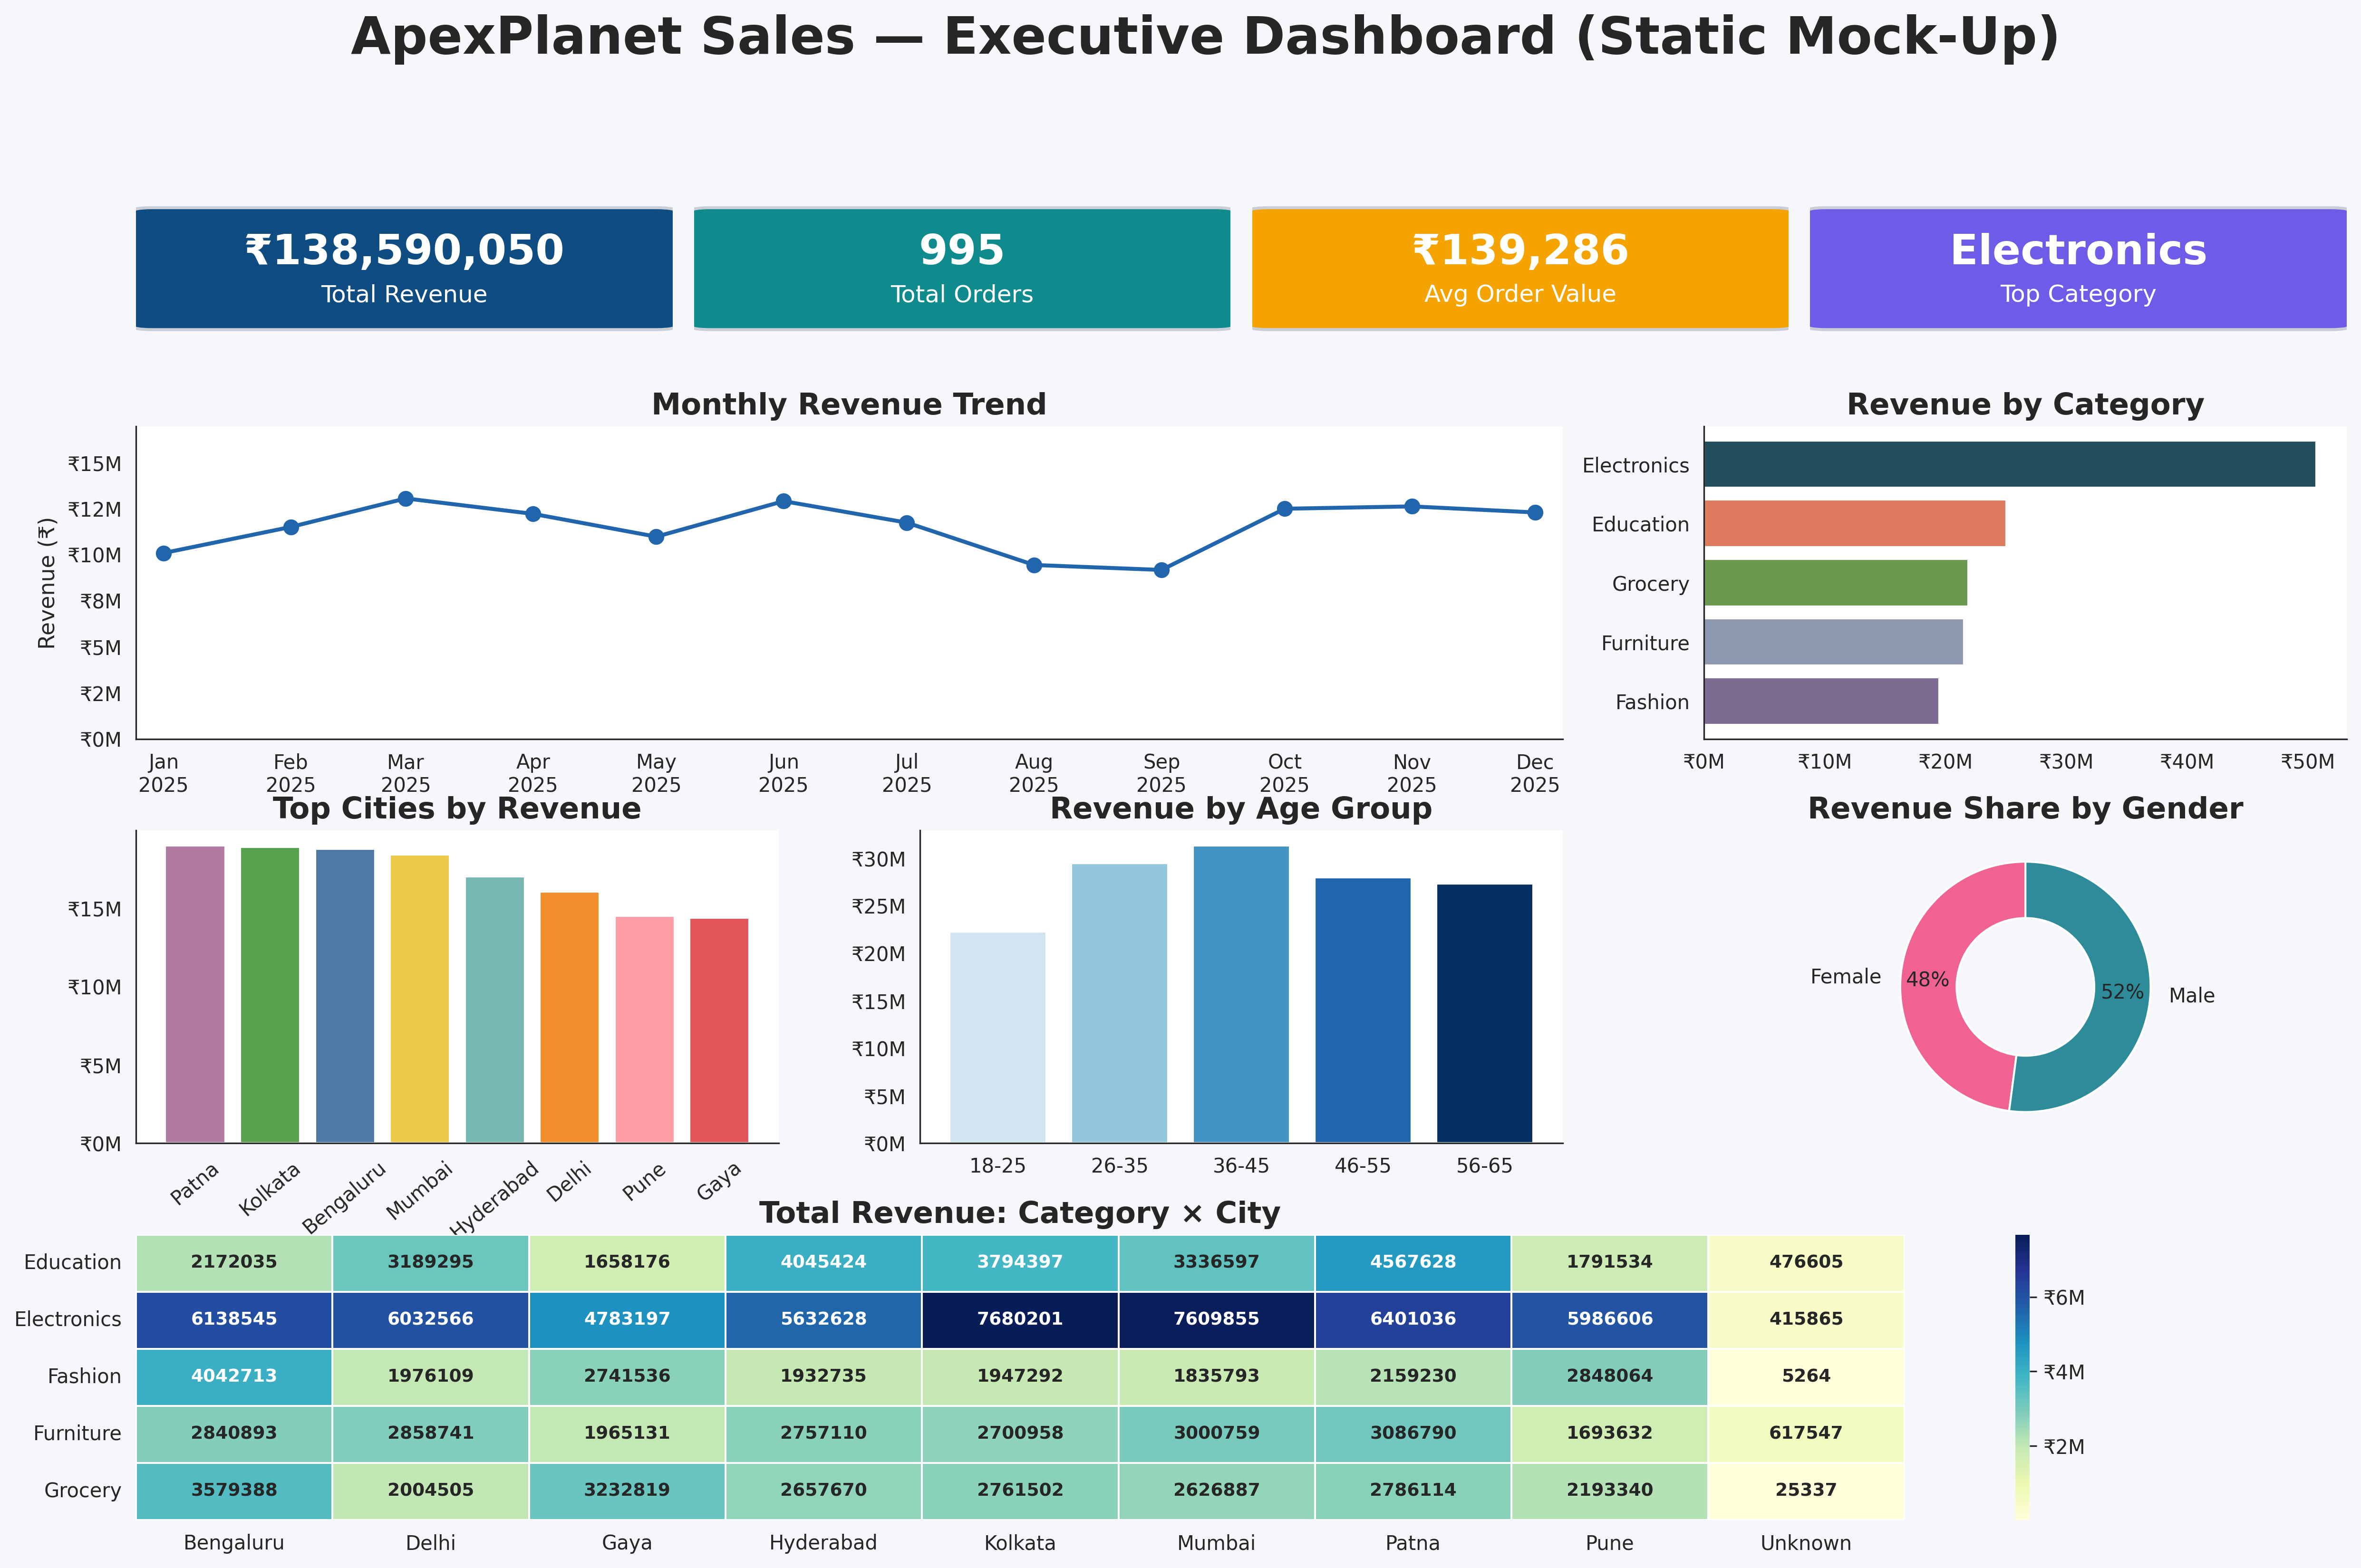 ApexPlanet Sales — Executive Dashboard (Static Mock-Up)
₹138,590,050
Total Revenue
995
Total Orders
₹139,286
Avg Order Value
Electronics
Top Category
Monthly Revenue Trend
Revenue (₹)
₹15M
₹12M
₹10M
₹8M
₹5M
₹2M
₹0M
Jan 2025
Feb 2025
Mar 2025
Apr 2025
May 2025
Jun 2025
Jul 2025
Aug 2025
Sep 2025
Oct 2025
Nov 2025
Dec 2025
Revenue by Category
Electronics
Education
Grocery
Furniture
Fashion
₹0M ₹10M ₹20M ₹30M ₹40M ₹50M
Top Cities by Revenue
₹15M
₹10M
₹5M
₹0M
Patna Kolkata Bengaluru Mumbai Hyderabad Delhi Pune Gaya
Revenue by Age Group
₹30M
₹25M
₹20M
₹15M
₹10M
₹5M
₹0M
18-25 26-35 36-45 46-55 56-65
Revenue Share by Gender
Female 48% 52% Male
Total Revenue: Category × City
Education 2172035 3189295 1658176 4045424 3794397 3336597 4567628 1791534 476605
Electronics 6138545 6032566 4783197 5632628 7680201 7609855 6401036 5986606 415865
Fashion 4042713 1976109 2741536 1932735 1947292 1835793 2159230 2848064 5264
Furniture 2840893 2858741 1965131 2757110 2700958 3000759 3086790 1693632 617547
Grocery 3579388 2004505 3232819 2657670 2761502 2626887 2786114 2193340 25337
Bengaluru Delhi Gaya Hyderabad Kolkata Mumbai Patna Pune Unknown
₹6M
₹4M
₹2M